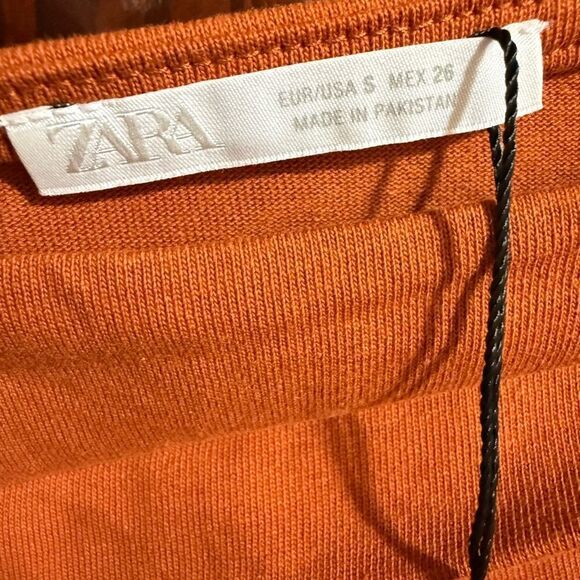 ZARA
EUR/USA S MEX 26
MADE IN PAKISTAN